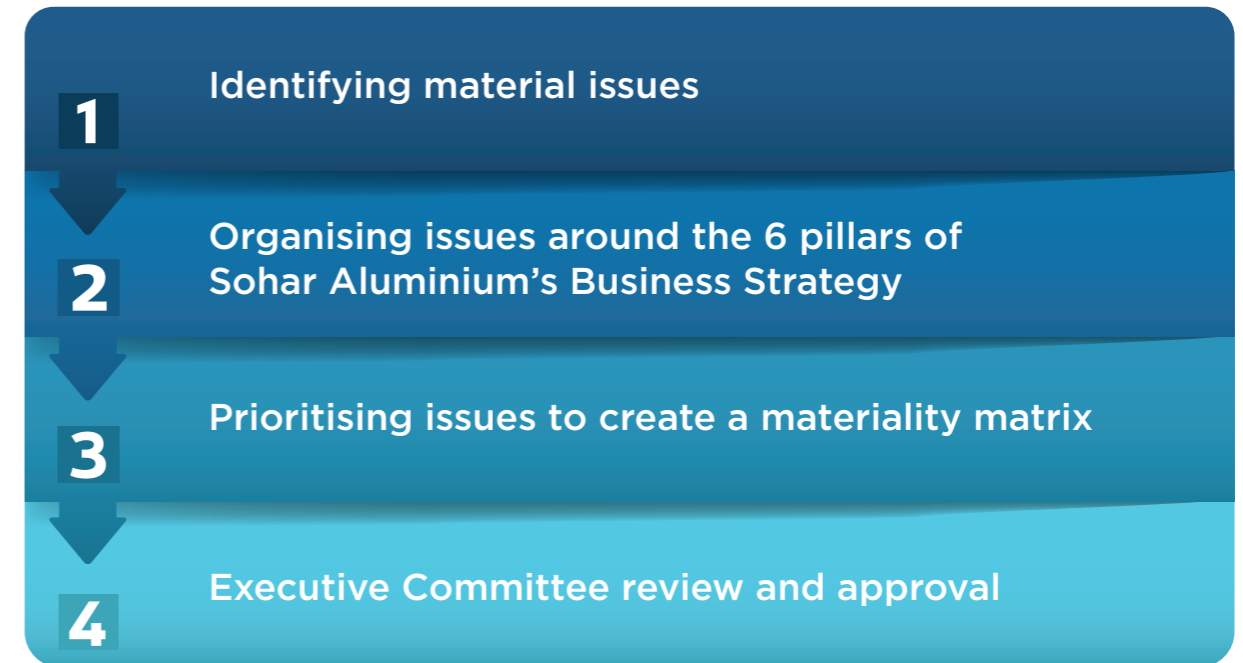 1
Identifying material issues
2
Organising issues around the 6 pillars of
Sohar Aluminium’s Business Strategy
3
Prioritising issues to create a materiality matrix
4
Executive Committee review and approval